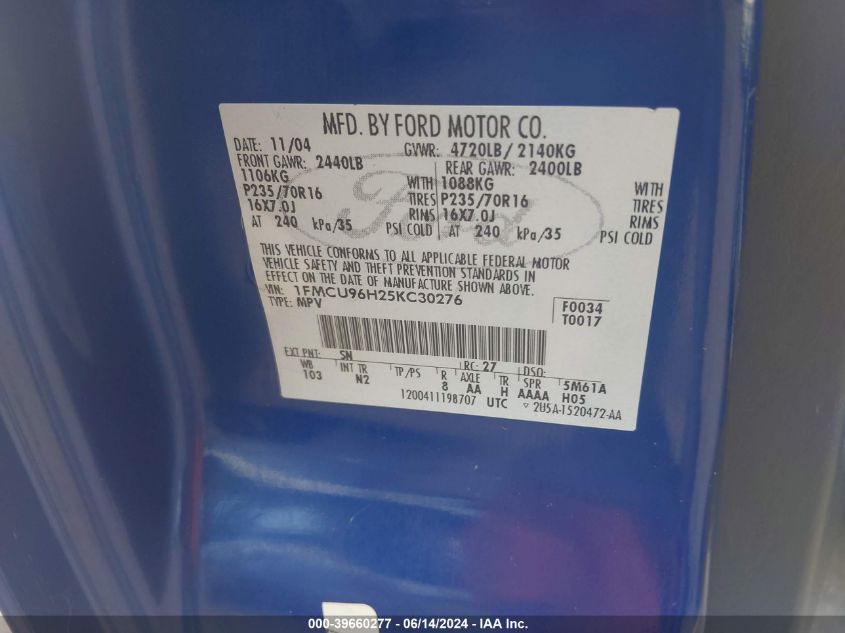 MFD. BY FORD MOTOR CO.
DATE: 11/04 GVWR: 4720LB/ 2140KG
FRONT GAWR: 2440LB REAR GAWR: 2400LB
1106KG WITH 1088KG WITH
P235/70R16 TIRES P235/70R16 TIRES
16X7.0J RIMS 16X7.0J RIMS
AT 240 kPa/35 PSI COLD AT 240 kPa/35 PSI COLD
Ford
THIS VEHICLE CONFORMS TO ALL APPLICABLE FEDERAL MOTOR
VEHICLE SAFETY AND THEFT PREVENTION STANDARDS IN
EFFECT ON THE DATE OF MANUFACTURE SHOWN ABOVE.
VIN: 1FMCU96H25KC30276
TYPE: MPV
F0034
T0017
EXT PNT: SN RC: 27 DSO:
WB INT TR TP/PS R AXLE TR SPR 5M61A
103 N2 8 AA H AAAA H05
1200411198707 UTC ▿ 2U5A-1520472-AA
000-39660277 - 06/14/2024 - IAA Inc.